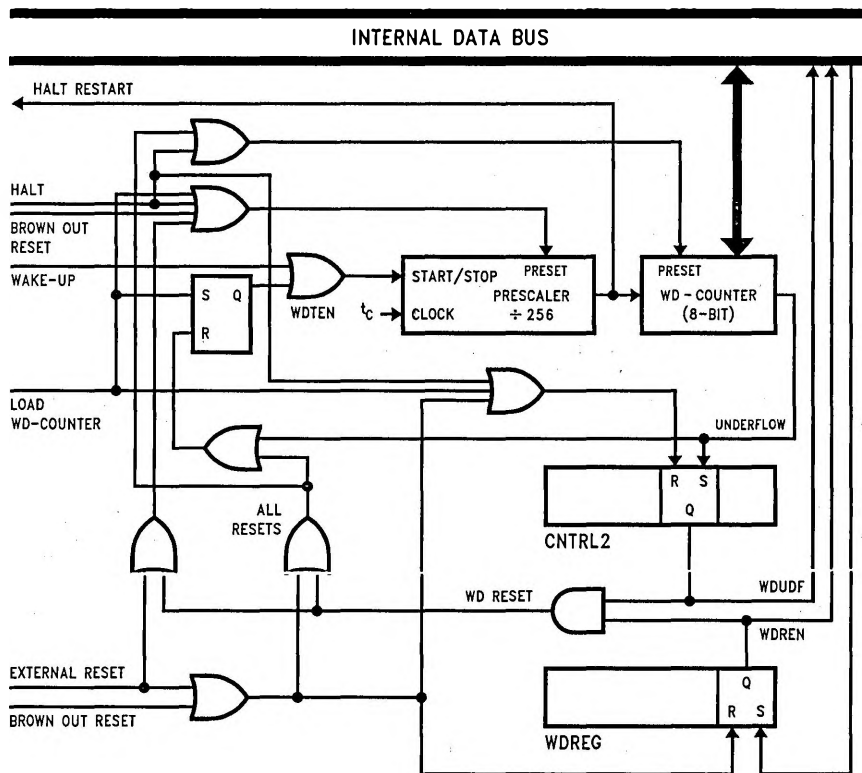 INTERNAL DATA BUS
HALT RESTART
HALT
BROWN OUT
RESET
WAKE-UP
S Q
R
WDTEN
START/STOP PRESET
PRESCALER
÷ 256
tC CLOCK
PRESET
WD - COUNTER
(8-BIT)
LOAD
WD-COUNTER
UNDERFLOW
R S
Q
CNTRL2
ALL
RESETS
WD RESET
WDUDF
WDREN
EXTERNAL RESET
BROWN OUT RESET
Q
R S
WDREG